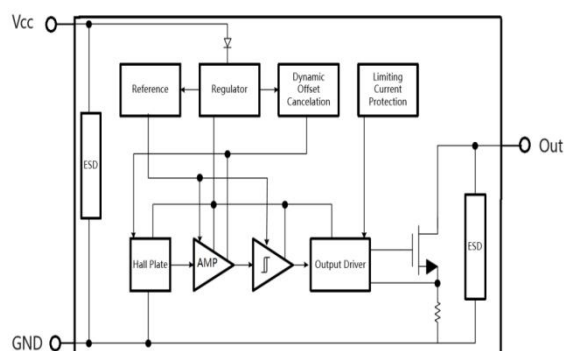 Vcc
Reference
Regulator
Dynamic
Offset
Cancelation
Limiting
Current
Protection
ESD
Out
Hall Plate
AMP
Output Driver
ESD
GND